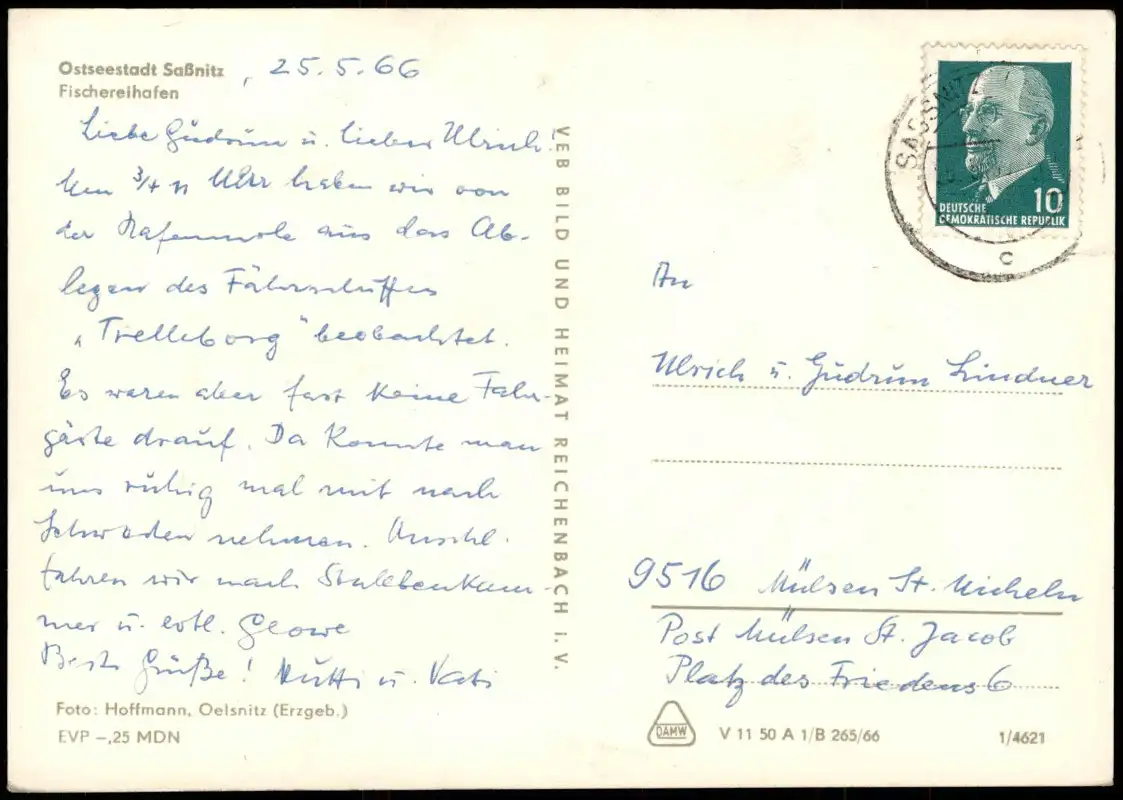 Ostseestadt Saßnitz , 25.5.66
Fischereihafen
Liebe Gudrun u. lieber Ulrich!
Um 3/4 11 Uhr haben wir von
der Hafenmole aus das Ab-
legen des Fährschiffes
„Trelleborg" beobachtet.
Es waren aber fast keine Fahr-
gäste drauf. Da konnte man
uns ruhig mal mit nach
Schweden nehmen. Anschl.
fahren wir nach Stubbenkam-
mer u. evtl. Glowe
Beste Grüße! Mutti u. Vati
Foto: Hoffmann, Oelsnitz (Erzgeb.)
EVP –,25 MDN
VEB BILD UND HEIMAT REICHENBACH i. V.
SASSNITZ
c
10
DEUTSCHE
DEMOKRATISCHE REPUBLIK
An
Ulrich u. Gudrun Lindner
9516 Mülsen St. Micheln
Post Mülsen St. Jacob
Platz des Friedens 6
DAMW
V 11 50 A 1/B 265/66
1/4621